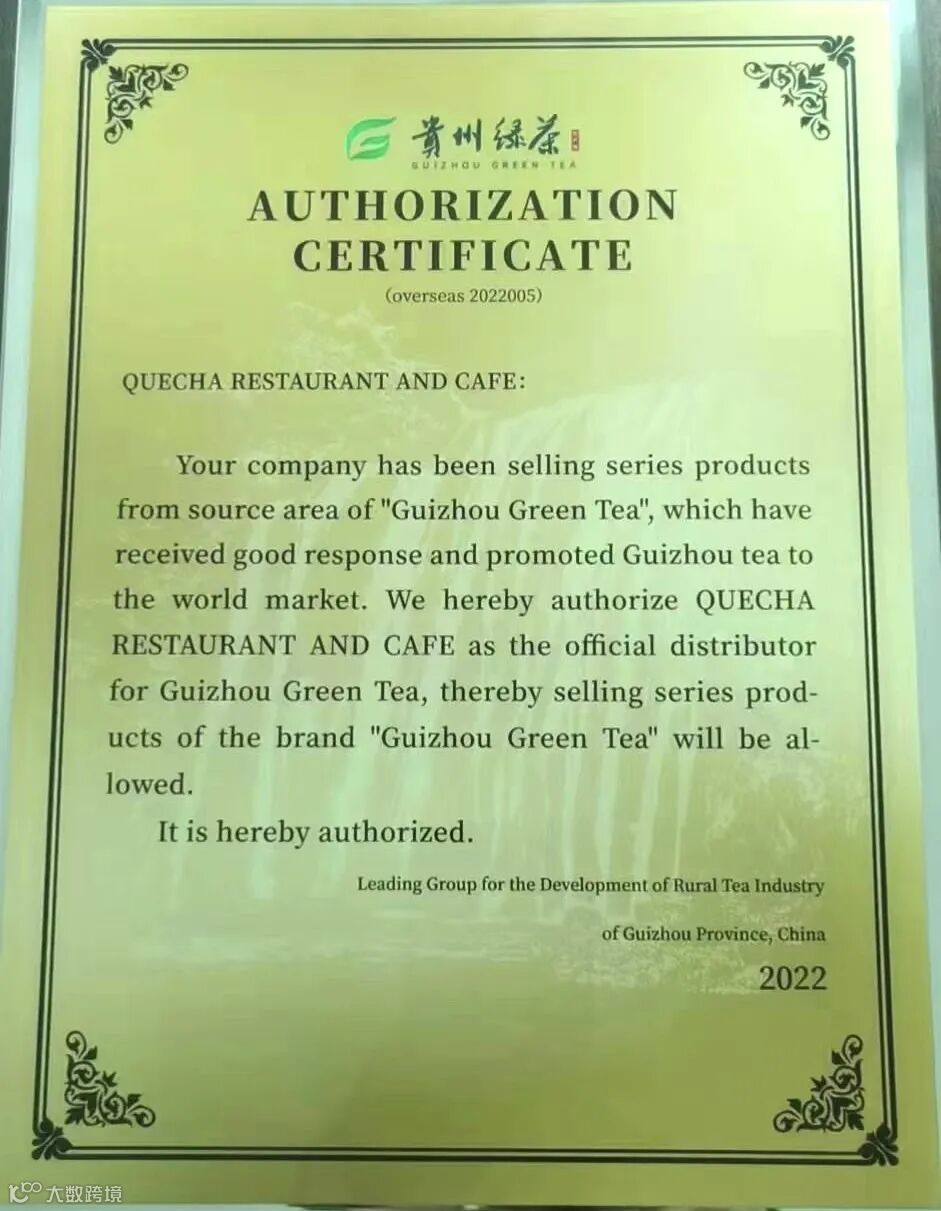 貴州緑茶
GUIZHOU GREEN TEA
AUTHORIZATION
CERTIFICATE
(overseas 2022005)
QUECHA RESTAURANT AND CAFE:
Your company has been selling series products
from source area of "Guizhou Green Tea", which have
received good response and promoted Guizhou tea to
the world market. We hereby authorize QUECHA
RESTAURANT AND CAFE as the official distributor
for Guizhou Green Tea, thereby selling series prod-
ucts of the brand "Guizhou Green Tea" will be al-
lowed.
It is hereby authorized.
Leading Group for the Development of Rural Tea Industry
of Guizhou Province, China
2022
大数跨境